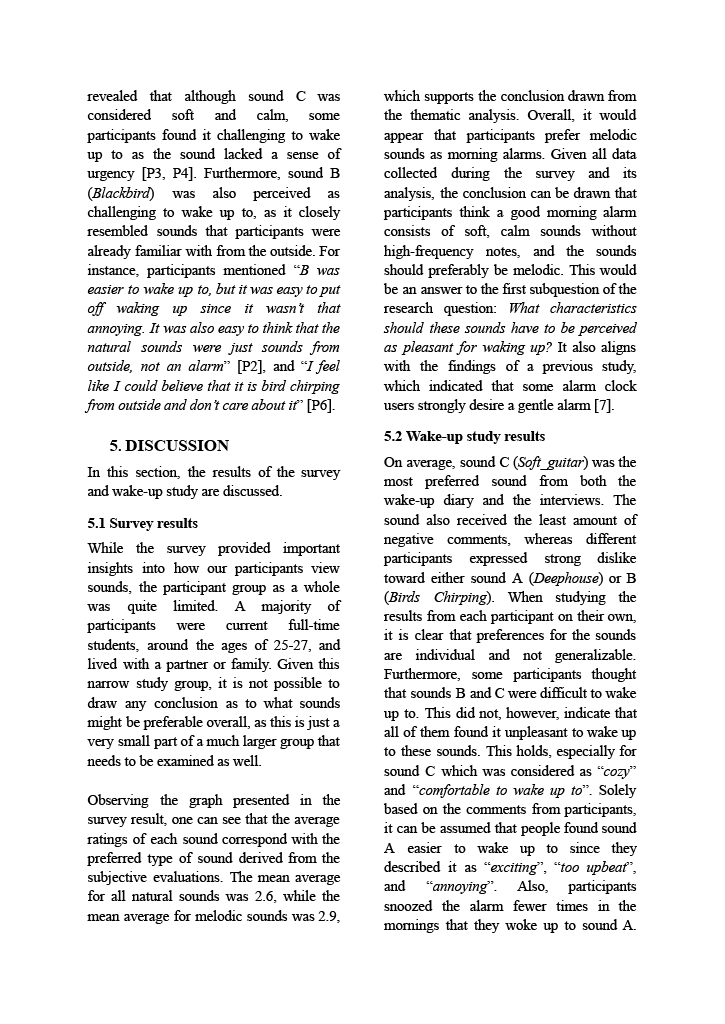 revealed that although sound C was
considered soft and calm, some
participants found it challenging to wake
up to as the sound lacked a sense of
urgency [P3, P4]. Furthermore, sound B
(Blackbird) was also perceived as
challenging to wake up to, as it closely
resembled sounds that participants were
already familiar with from the outside. For
instance, participants mentioned “B was
easier to wake up to, but it was easy to put
off waking up since it wasn’t that
annoying. It was also easy to think that the
natural sounds were just sounds from
outside, not an alarm” [P2], and “I feel
like I could believe that it is bird chirping
from outside and don’t care about it” [P6].
5. DISCUSSION
In this section, the results of the survey
and wake-up study are discussed.
5.1 Survey results
While the survey provided important
insights into how our participants view
sounds, the participant group as a whole
was quite limited. A majority of
participants were current full-time
students, around the ages of 25-27, and
lived with a partner or family. Given this
narrow study group, it is not possible to
draw any conclusion as to what sounds
might be preferable overall, as this is just a
very small part of a much larger group that
needs to be examined as well.
Observing the graph presented in the
survey result, one can see that the average
ratings of each sound correspond with the
preferred type of sound derived from the
subjective evaluations. The mean average
for all natural sounds was 2.6, while the
mean average for melodic sounds was 2.9,
which supports the conclusion drawn from
the thematic analysis. Overall, it would
appear that participants prefer melodic
sounds as morning alarms. Given all data
collected during the survey and its
analysis, the conclusion can be drawn that
participants think a good morning alarm
consists of soft, calm sounds without
high-frequency notes, and the sounds
should preferably be melodic. This would
be an answer to the first subquestion of the
research question: What characteristics
should these sounds have to be perceived
as pleasant for waking up? It also aligns
with the findings of a previous study,
which indicated that some alarm clock
users strongly desire a gentle alarm [7].
5.2 Wake-up study results
On average, sound C (Soft_guitar) was the
most preferred sound from both the
wake-up diary and the interviews. The
sound also received the least amount of
negative comments, whereas different
participants expressed strong dislike
toward either sound A (Deephouse) or B
(Birds Chirping). When studying the
results from each participant on their own,
it is clear that preferences for the sounds
are individual and not generalizable.
Furthermore, some participants thought
that sounds B and C were difficult to wake
up to. This did not, however, indicate that
all of them found it unpleasant to wake up
to these sounds. This holds, especially for
sound C which was considered as “cozy”
and “comfortable to wake up to”. Solely
based on the comments from participants,
it can be assumed that people found sound
A easier to wake up to since they
described it as “exciting”, “too upbeat”,
and “annoying”. Also, participants
snoozed the alarm fewer times in the
mornings that they woke up to sound A.